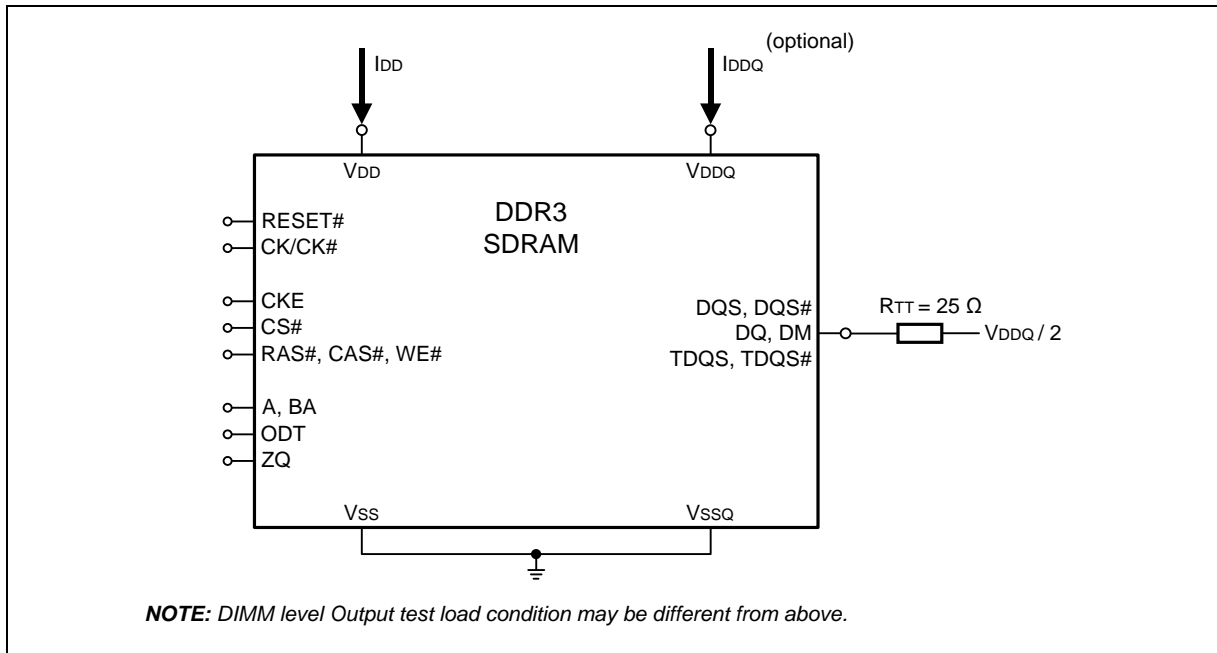 (optional)
IDD
IDDQ
VDD
VDDQ
DDR3
SDRAM
RESET#
CK/CK#
CKE
CS#
RAS#, CAS#, WE#
A, BA
ODT
ZQ
DQS, DQS#
DQ, DM
TDQS, TDQS#
RTT = 25 Ω
VDDQ / 2
VSS
VSSQ
NOTE: DIMM level Output test load condition may be different from above.